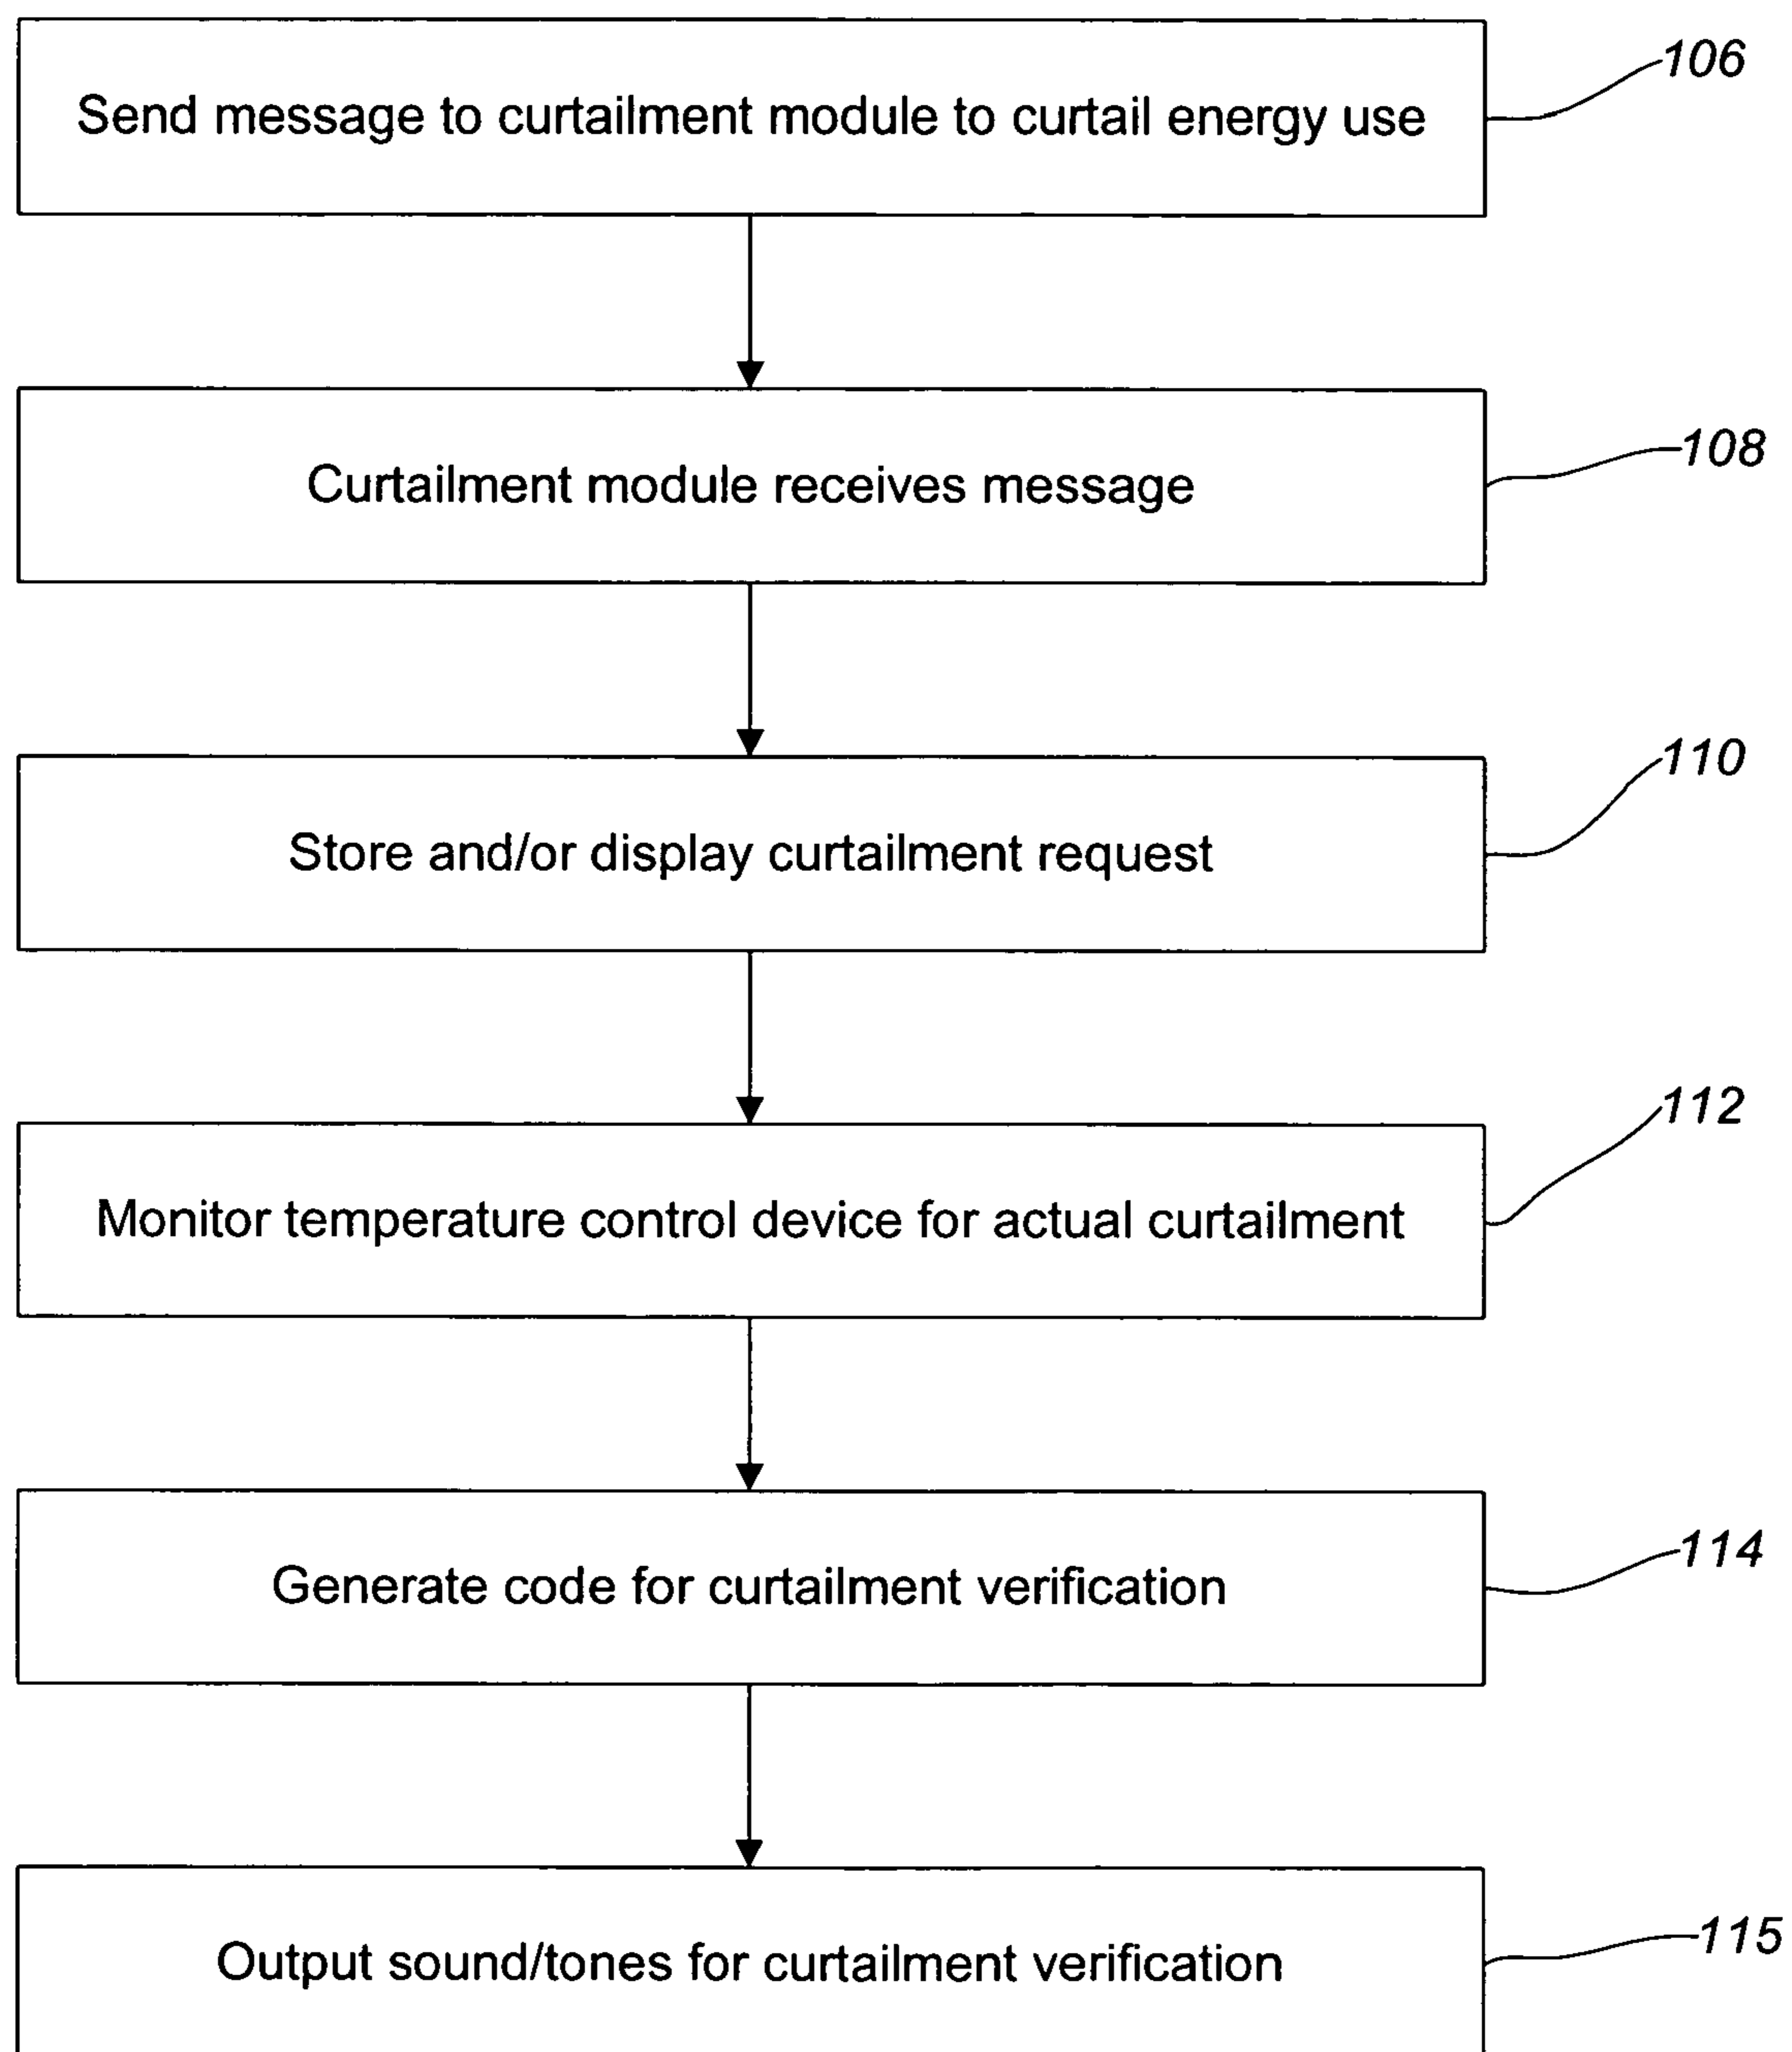 Send message to curtailment module to curtail energy use
106
Curtailment module receives message
108
Store and/or display curtailment request
110
Monitor temperature control device for actual curtailment
112
Generate code for curtailment verification
114
Output sound/tones for curtailment verification
115